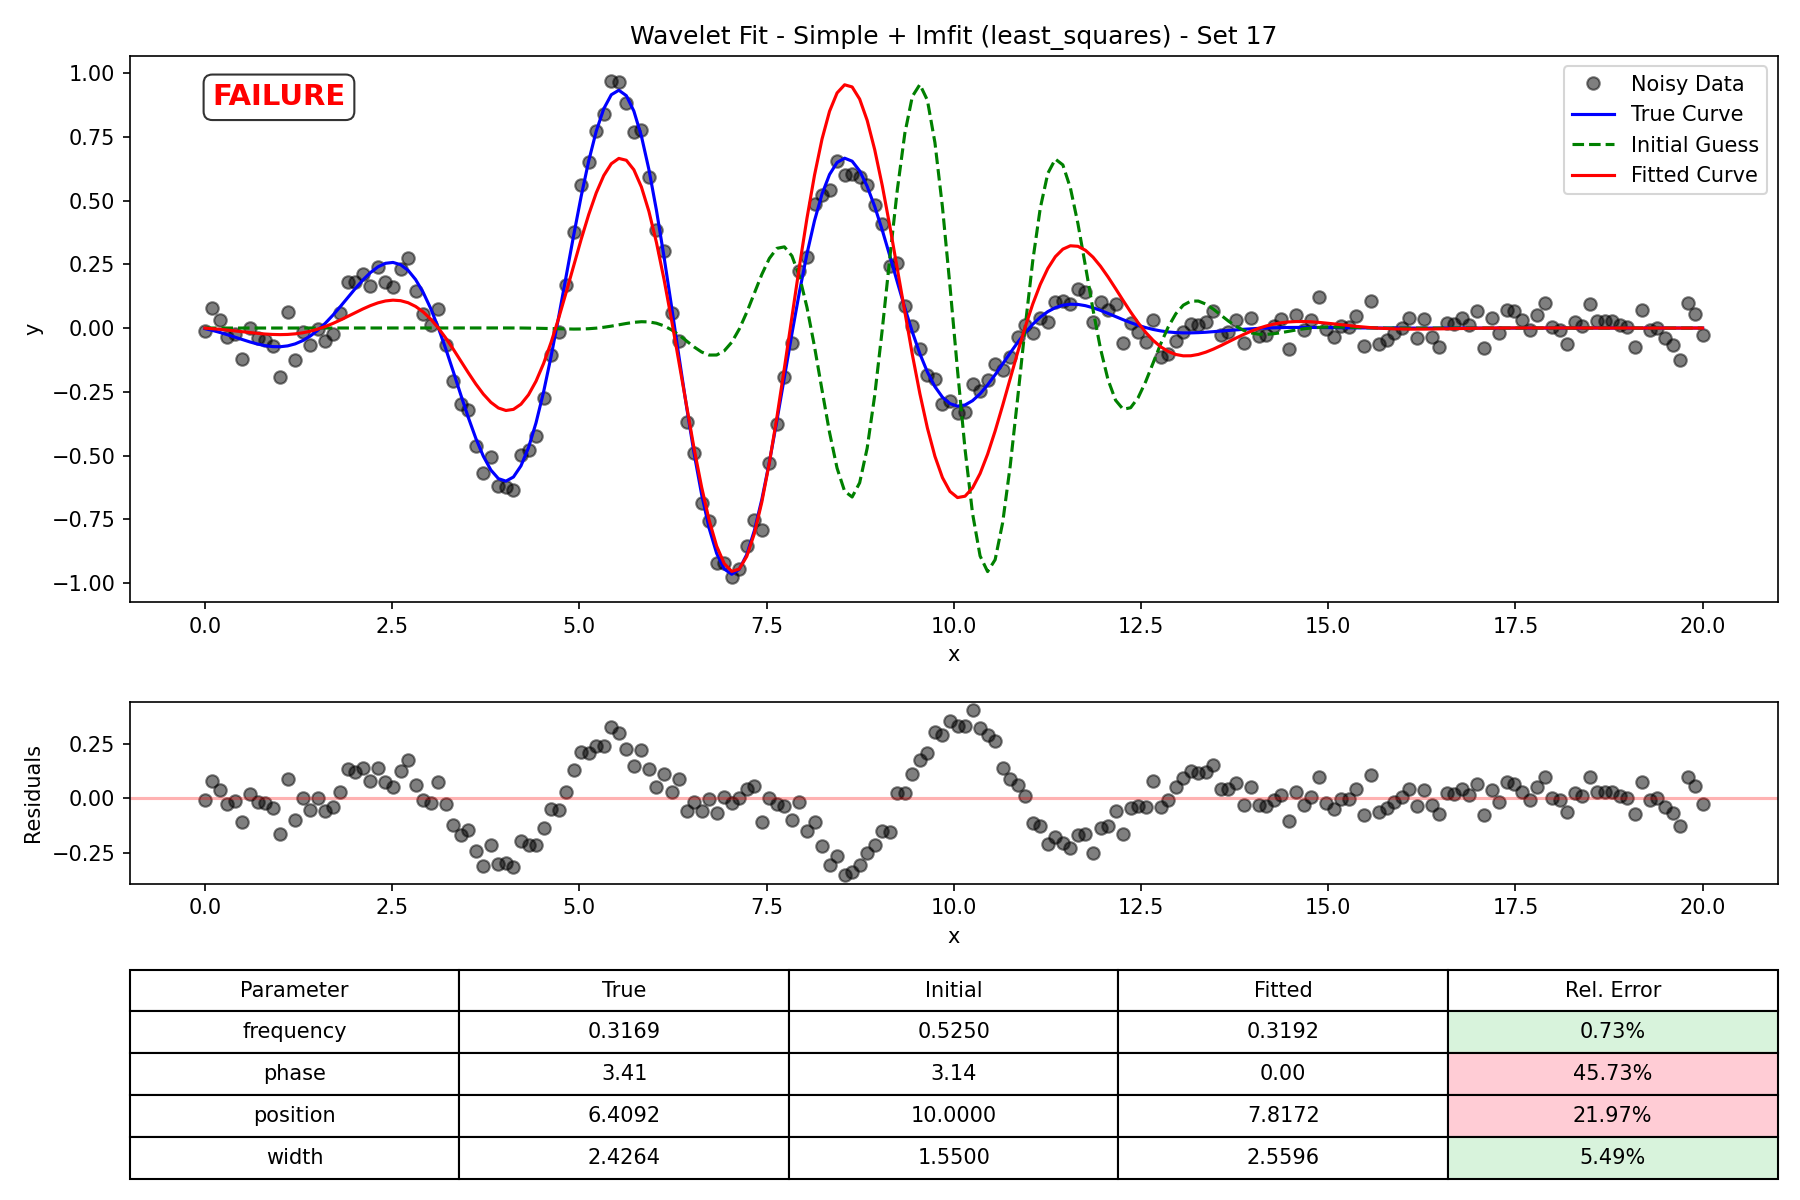 Wavelet Fit - Simple + lmfit (least_squares) - Set 17
FAILURE
Noisy Data
True Curve
Initial Guess
Fitted Curve
1.00
0.75
0.50
0.25
0.00
−0.25
−0.50
−0.75
−1.00
y
0.0 2.5 5.0 7.5 10.0 12.5 15.0 17.5 20.0
x
0.25
0.00
−0.25
Residuals
0.0 2.5 5.0 7.5 10.0 12.5 15.0 17.5 20.0
x
Parameter True Initial Fitted Rel. Error
frequency 0.3169 0.5250 0.3192 0.73%
phase 3.41 3.14 0.00 45.73%
position 6.4092 10.0000 7.8172 21.97%
width 2.4264 1.5500 2.5596 5.49%